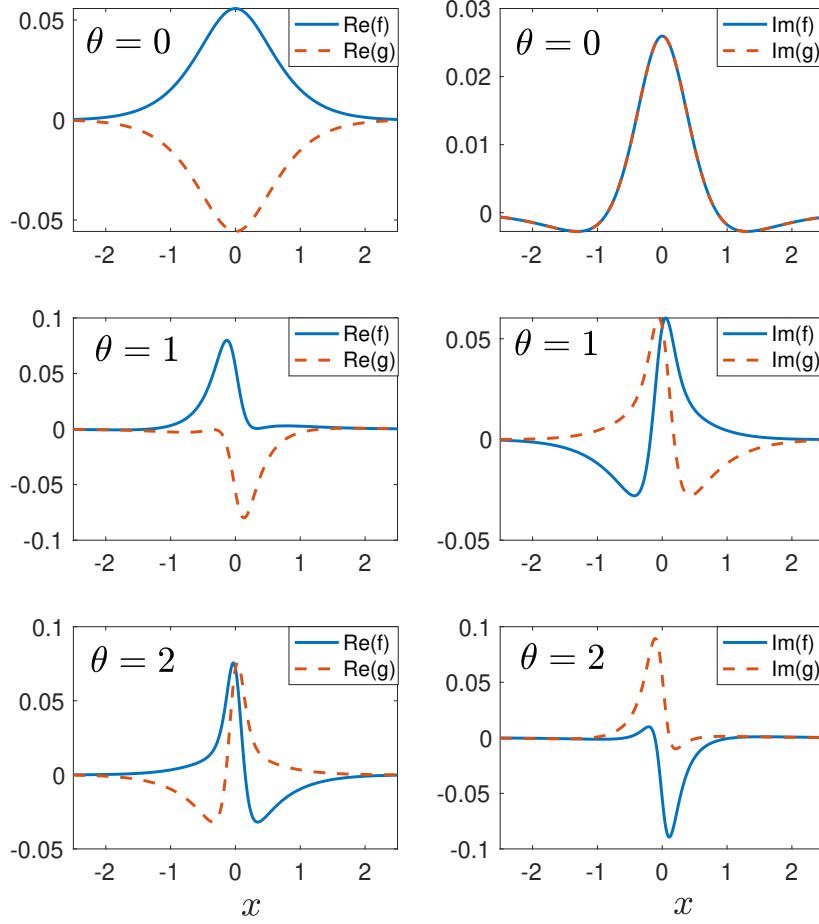 θ = 0
Re(f)
Re(g)
0.05
0
-0.05
-2 -1 0 1 2
θ = 0
Im(f)
Im(g)
0.03
0.02
0.01
0
-2 -1 0 1 2
θ = 1
Re(f)
Re(g)
0.1
0.05
0
-0.05
-0.1
-2 -1 0 1 2
θ = 1
Im(f)
Im(g)
0.05
0
-0.05
-2 -1 0 1 2
θ = 2
Re(f)
Re(g)
0.1
0.05
0
-0.05
-2 -1 0 1 2
x
θ = 2
Im(f)
Im(g)
0.1
0.05
0
-0.05
-0.1
-2 -1 0 1 2
x